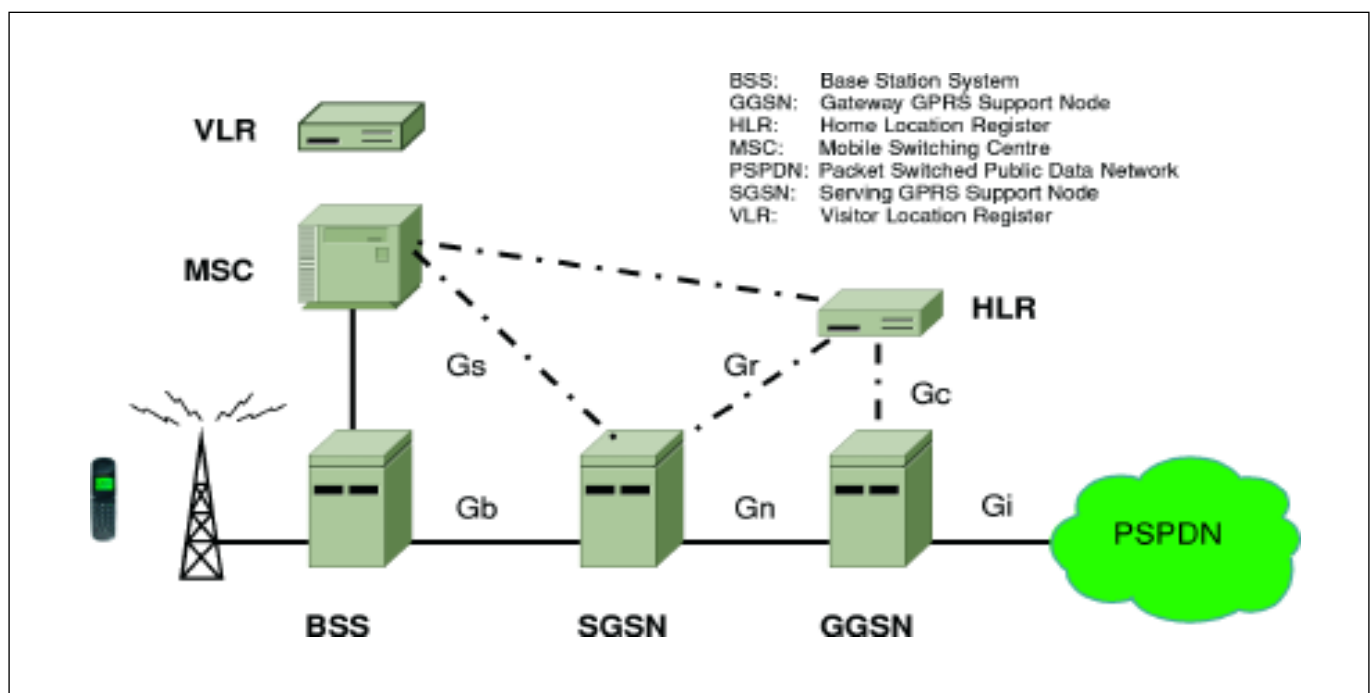 BSS: Base Station System
GGSN: Gateway GPRS Support Node
HLR: Home Location Register
MSC: Mobile Switching Centre
PSPDN: Packet Switched Public Data Network
SGSN: Serving GPRS Support Node
VLR: Visitor Location Register
VLR
MSC
HLR
Gs
Gr
Gc
Gb
Gn
Gi
PSPDN
BSS
SGSN
GGSN